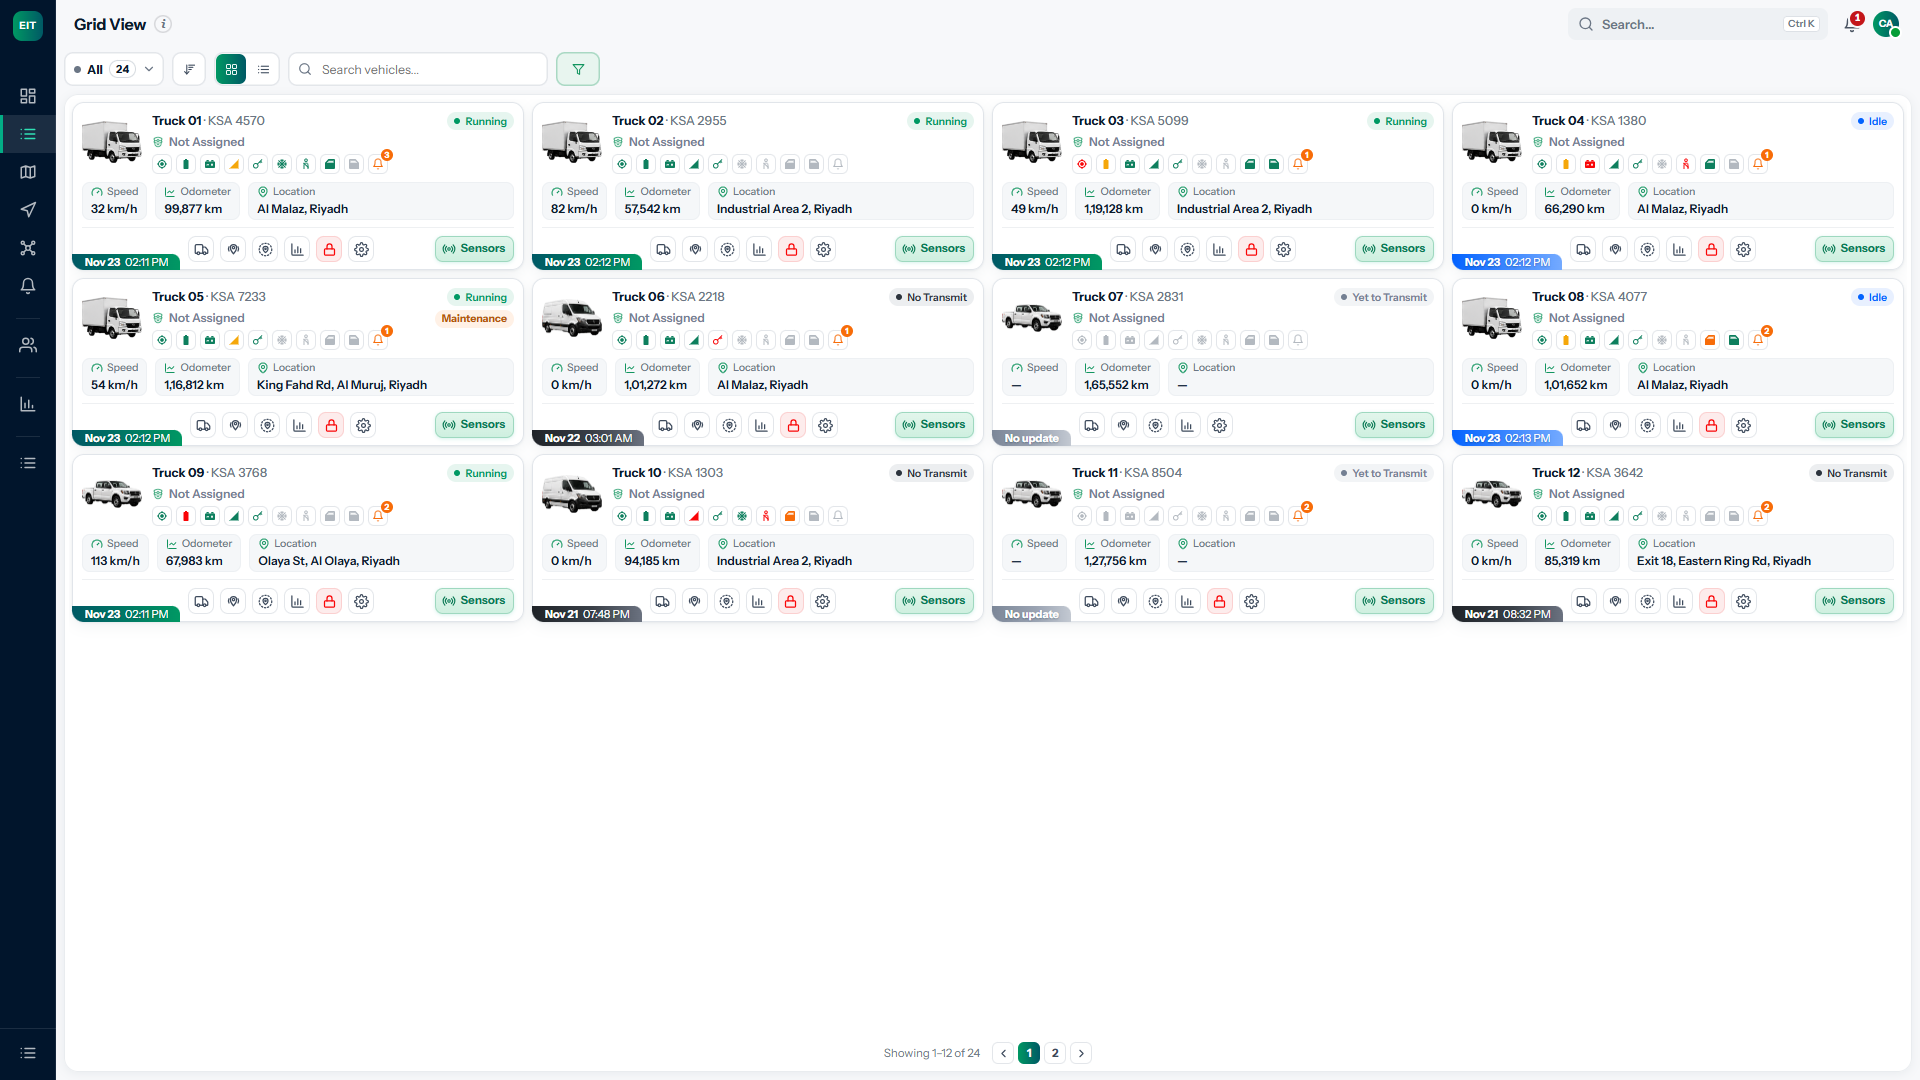 EIT
Grid View
Search...
Ctrl K
1
CA
All 24
Search vehicles...
Truck 01 · KSA 4570
Running
Not Assigned
3
Speed
32 km/h
Odometer
99,877 km
Location
Al Malaz, Riyadh
Nov 23 02:11 PM
Sensors
Truck 02 · KSA 2955
Running
Not Assigned
Speed
82 km/h
Odometer
57,542 km
Location
Industrial Area 2, Riyadh
Nov 23 02:12 PM
Sensors
Truck 03 · KSA 5099
Running
Not Assigned
1
Speed
49 km/h
Odometer
1,19,128 km
Location
Industrial Area 2, Riyadh
Nov 23 02:12 PM
Sensors
Truck 04 · KSA 1380
Idle
Not Assigned
1
Speed
0 km/h
Odometer
66,290 km
Location
Al Malaz, Riyadh
Nov 23 02:12 PM
Sensors
Truck 05 · KSA 7233
Running
Not Assigned
Maintenance
1
Speed
54 km/h
Odometer
1,16,812 km
Location
King Fahd Rd, Al Muruj, Riyadh
Nov 23 02:12 PM
Sensors
Truck 06 · KSA 2218
No Transmit
Not Assigned
1
Speed
0 km/h
Odometer
1,01,272 km
Location
Al Malaz, Riyadh
Nov 22 03:01 AM
Sensors
Truck 07 · KSA 2831
Yet to Transmit
Not Assigned
Speed
—
Odometer
1,65,552 km
Location
—
No update
Sensors
Truck 08 · KSA 4077
Idle
Not Assigned
2
Speed
0 km/h
Odometer
1,01,652 km
Location
Al Malaz, Riyadh
Nov 23 02:13 PM
Sensors
Truck 09 · KSA 3768
Running
Not Assigned
2
Speed
113 km/h
Odometer
67,983 km
Location
Olaya St, Al Olaya, Riyadh
Nov 23 02:11 PM
Sensors
Truck 10 · KSA 1303
No Transmit
Not Assigned
Speed
0 km/h
Odometer
94,185 km
Location
Industrial Area 2, Riyadh
Nov 21 07:48 PM
Sensors
Truck 11 · KSA 8504
Yet to Transmit
Not Assigned
2
Speed
—
Odometer
1,27,756 km
Location
—
No update
Sensors
Truck 12 · KSA 3642
No Transmit
Not Assigned
2
Speed
0 km/h
Odometer
85,319 km
Location
Exit 18, Eastern Ring Rd, Riyadh
Nov 21 08:32 PM
Sensors
Showing 1–12 of 24
1
2